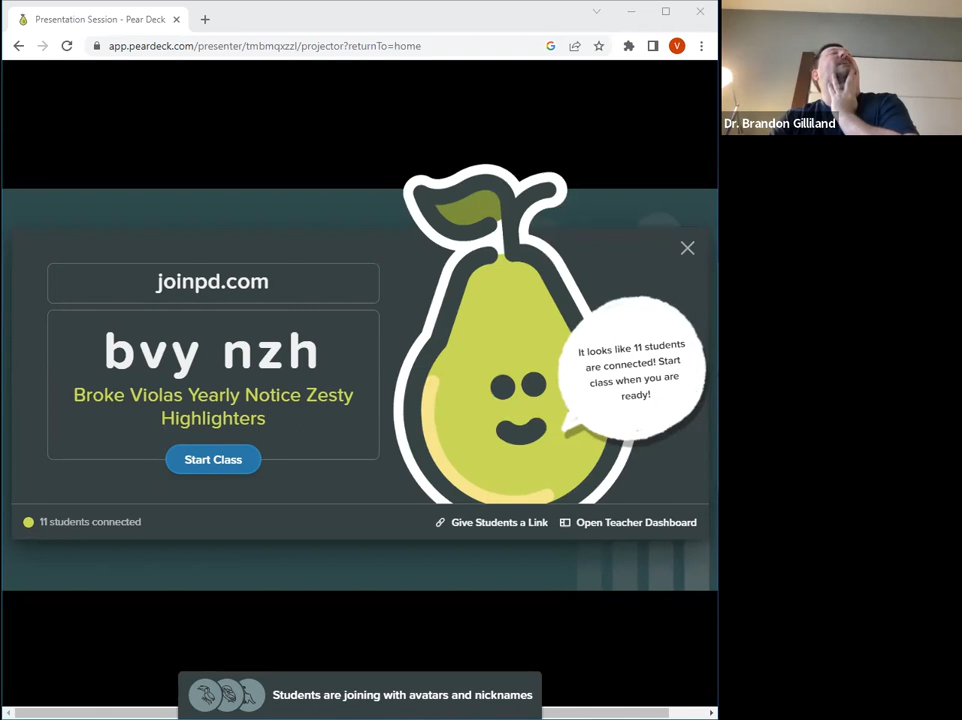 Presentation Session - Pear Deck
app.peardeck.com/presenter/tmbmqxzzl/projector?returnTo=home
V
Dr. Brandon Gilliland
joinpd.com
bvy nzh
Broke Violas Yearly Notice Zesty
Highlighters
Start Class
It looks like 11 students
are connected! Start
class when you are
ready!
11 students connected
Give Students a Link
Open Teacher Dashboard
Students are joining with avatars and nicknames